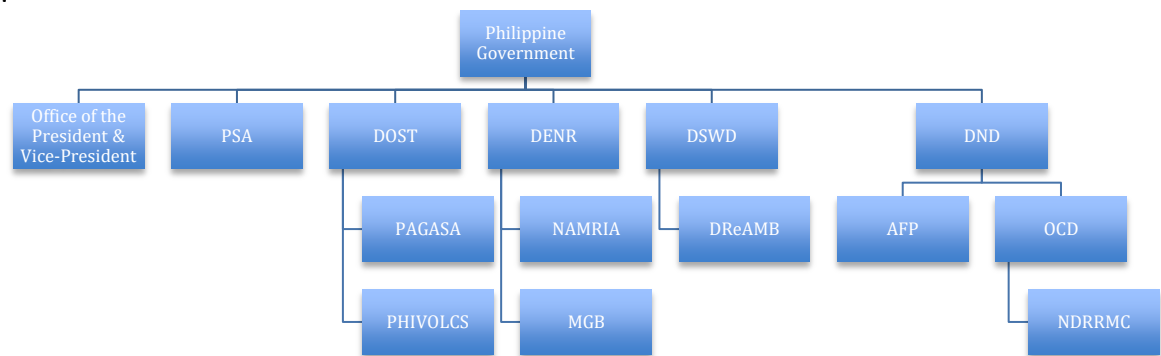 Philippine
Government
Office of the
President &
Vice-President
PSA
DOST
DENR
DSWD
DND
PAGASA
NAMRIA
DReAMB
AFP
OCD
PHIVOLCS
MGB
NDRRMC